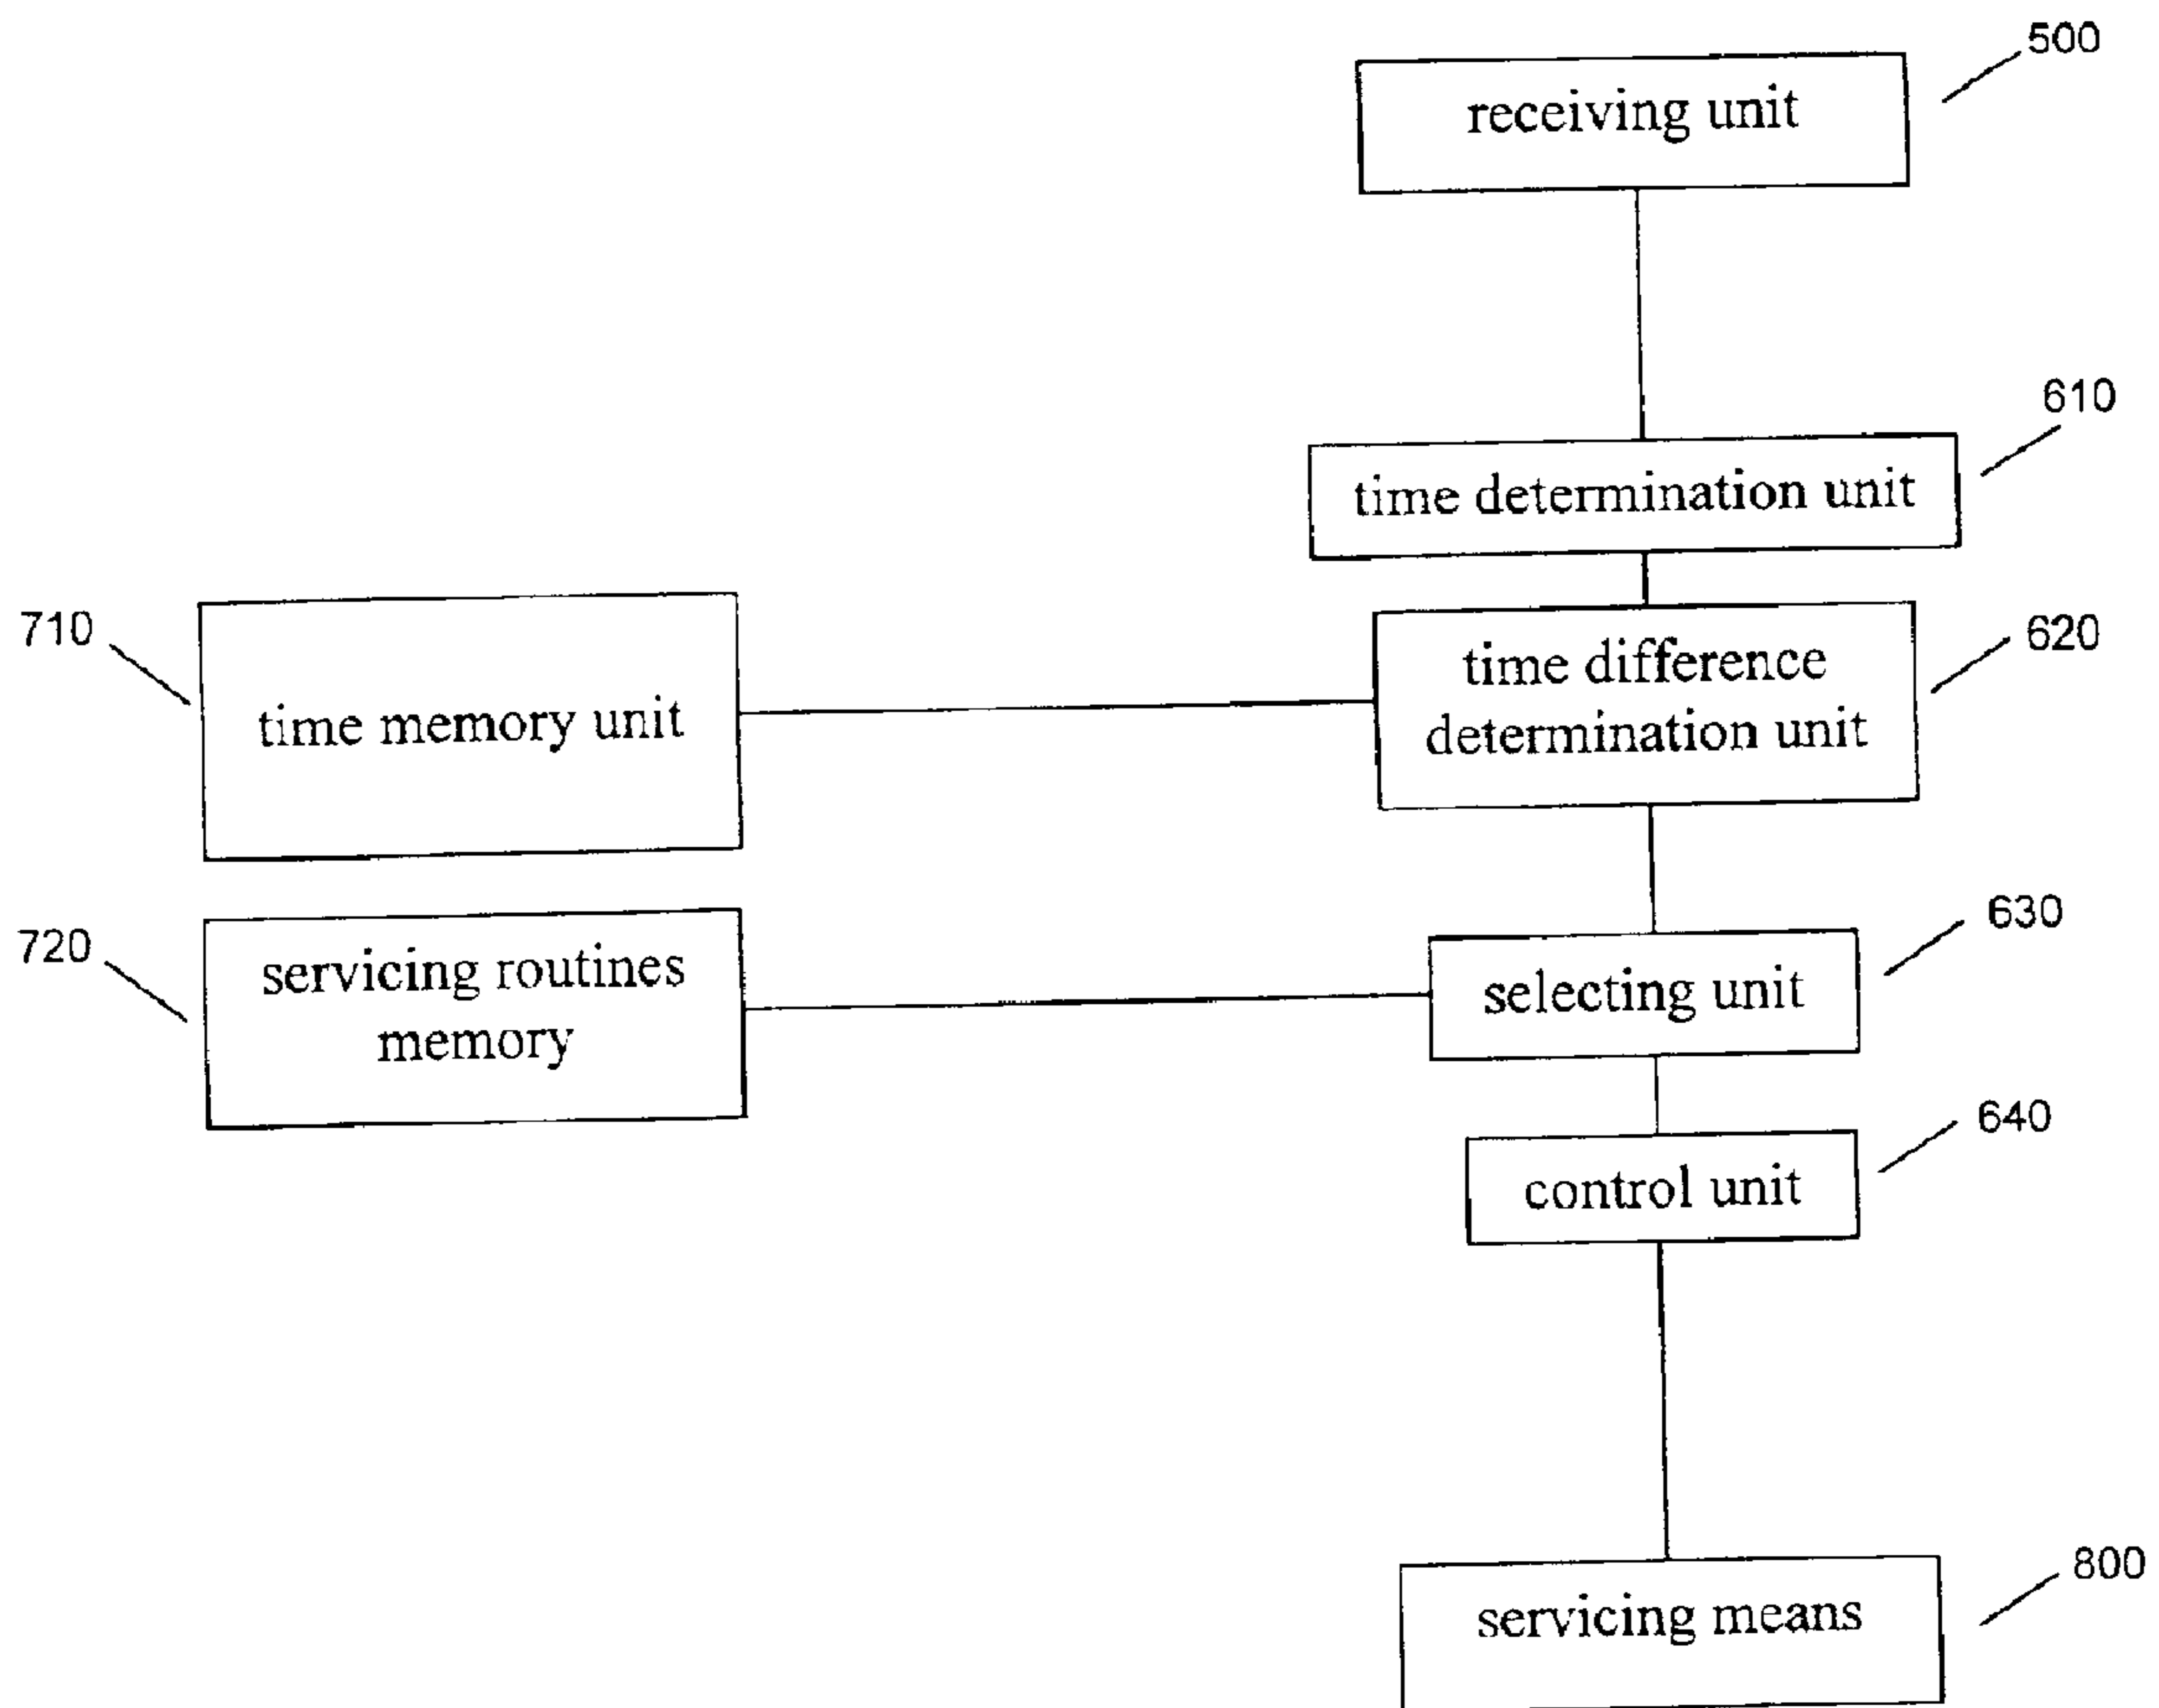 500
receiving unit
610
time determination unit
710
time memory unit
620
time difference
determination unit
720
servicing routines
memory
630
selecting unit
640
control unit
800
servicing means